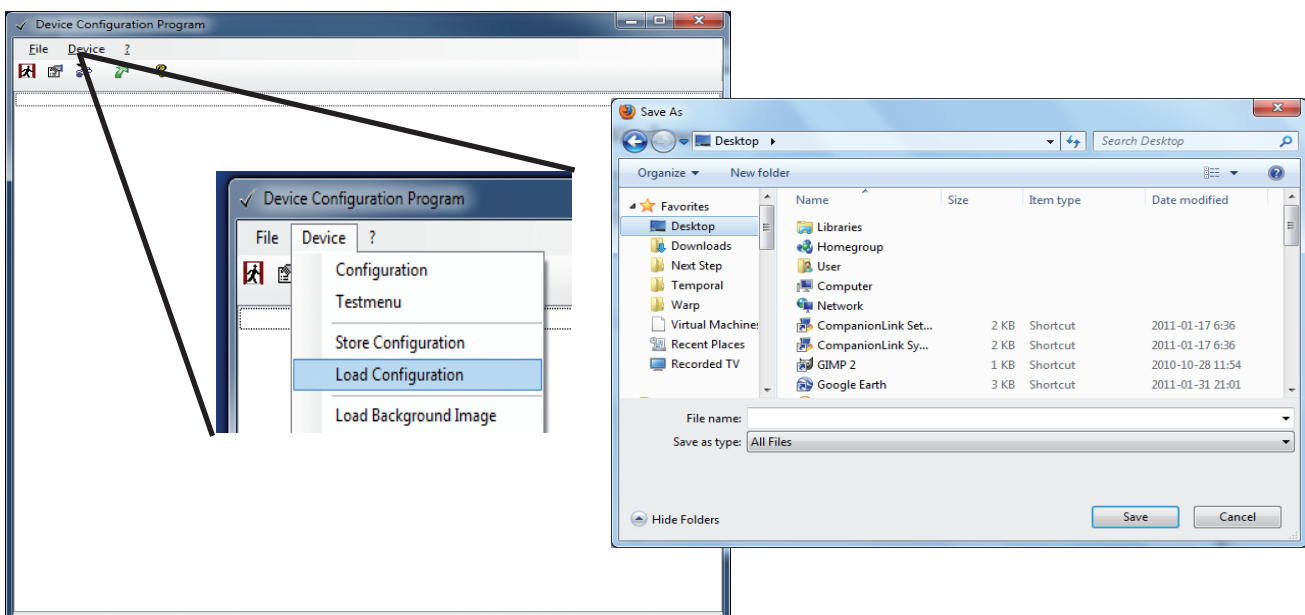 Device Configuration Program
File Device ?
Device Configuration Program
File Device ?
Configuration
Testmenu
Store Configuration
Load Configuration
Load Background Image
Save As
Desktop
Search Desktop
Organize New folder
Favorites
Desktop
Downloads
Next Step
Temporal
Warp
Virtual Machine
Recent Places
Recorded TV
Name Size Item type Date modified
Libraries
Homegroup
User
Computer
Network
CompanionLink Set... 2 KB Shortcut 2011-01-17 6:36
CompanionLink Sy... 2 KB Shortcut 2011-01-17 6:36
GIMP 2 1 KB Shortcut 2010-10-28 11:54
Google Earth 3 KB Shortcut 2011-01-31 21:01
File name:
Save as type: All Files
Hide Folders
Save Cancel